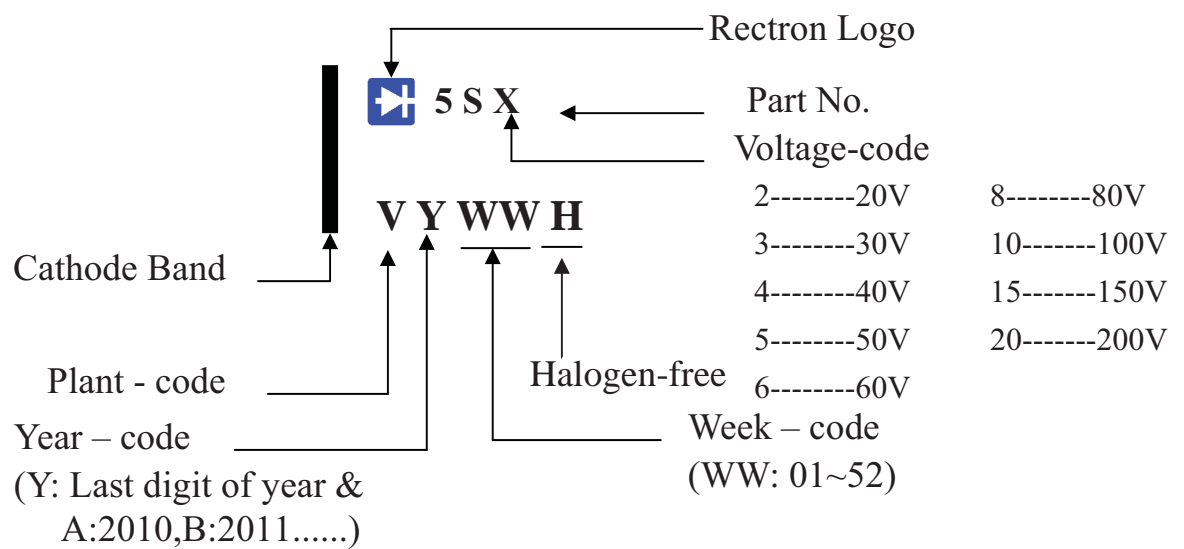 Rectron Logo
5 S X
Part No.
Voltage-code
2--------20V 8--------80V
V Y WW H
3--------30V 10-------100V
Cathode Band
4--------40V 15-------150V
5--------50V 20-------200V
Plant - code
Halogen-free
6--------60V
Year – code
Week – code
(Y: Last digit of year &
(WW: 01~52)
A:2010,B:2011......)